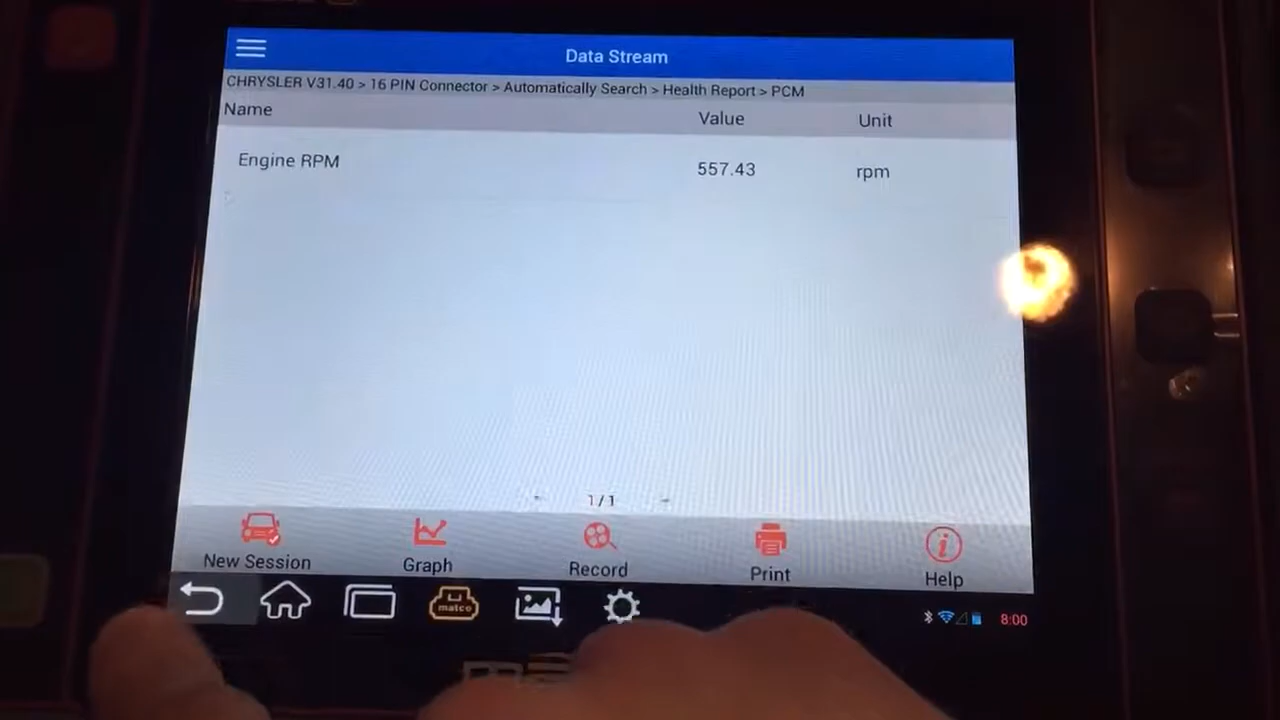 Data Stream
CHRYSLER V31.40 > 16 PIN Connector > Automatically Search > Health Report > PCM
Name Value Unit
Engine RPM 557.43 rpm
1/1
New Session Graph Record Print Help
matco
8:00